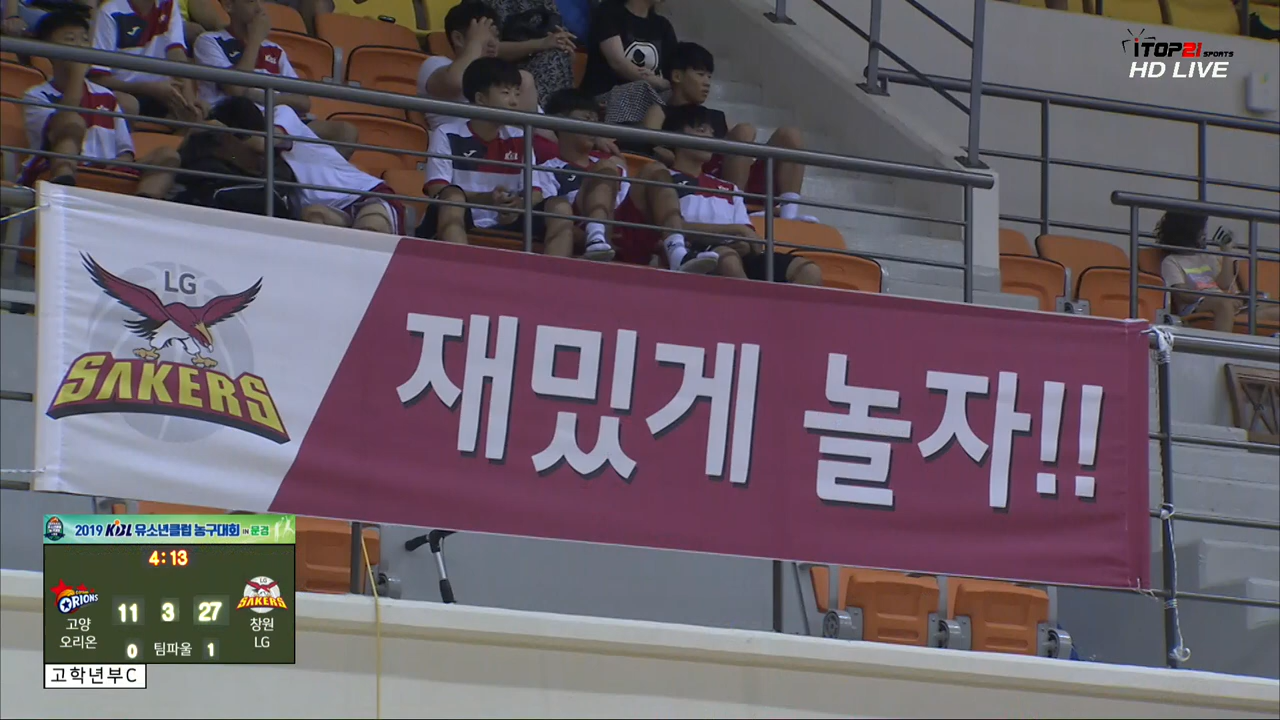 iTOP21 SPORTS
HD LIVE
LG
SAKERS
재밌게 놀자!!
2019 KBL 유소년클럽 농구대회 IN 문경
4:13
ORIONS
SAKERS
11 3 27
고양 오리온
창원 LG
0 팀파울 1
고학년부C